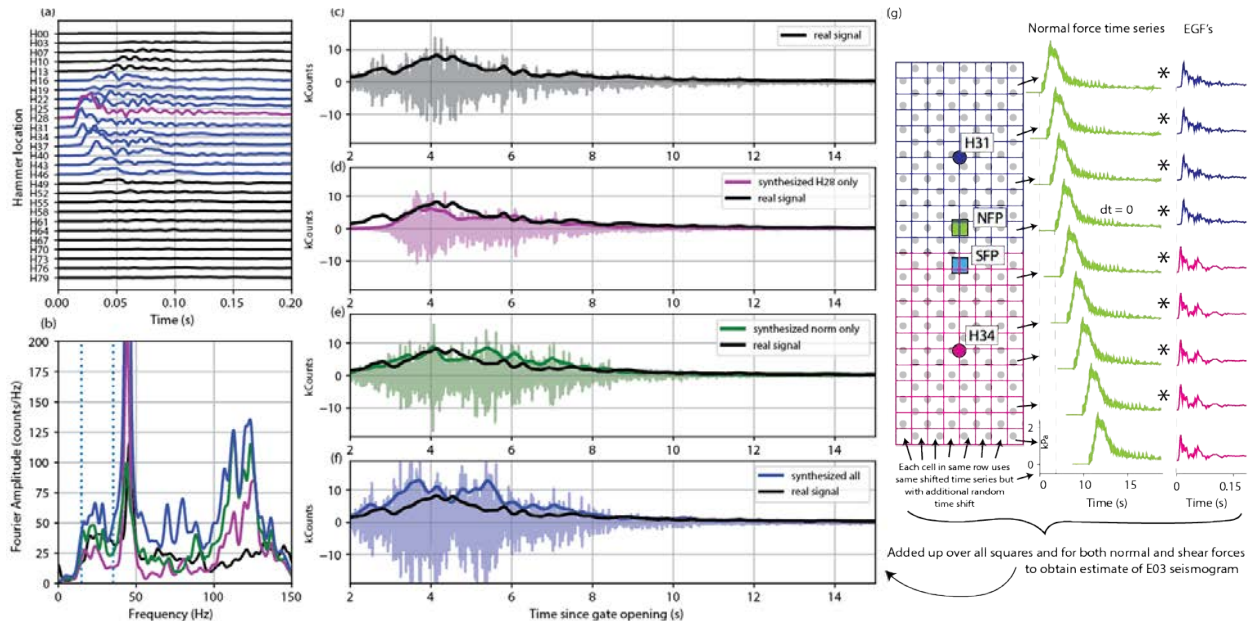 (a)
Hammer location
H00
H03
H07
H10
H13
H16
H19
H22
H25
H28
H31
H34
H37
H40
H43
H46
H49
H52
H55
H58
H61
H64
H67
H70
H73
H76
H79
0.00 0.05 0.10 0.15 0.20
Time (s)
(b)
Fourier Amplitude (counts/Hz)
200
175
150
125
100
75
50
25
0
0 50 100 150
Frequency (Hz)
(c)
real signal
kCounts
10
0
−10
2 4 6 8 10 12 14
(d)
synthesized H28 only
real signal
kCounts
10
0
−10
2 4 6 8 10 12 14
(e)
synthesized norm only
real signal
kCounts
10
0
−10
2 4 6 8 10 12 14
(f)
synthesized all
real signal
kCounts
10
0
−10
2 4 6 8 10 12 14
Time since gate opening (s)
(g)
Normal force time series
EGF's
H31
NFP
SFP
H34
dt = 0
* * * * * * * *
2
kPa
0
0 10 15
Time (s)
0 0.15
Time (s)
Each cell in same row uses
same shifted time series but
with additional random
time shift
Added up over all squares and for both normal and shear forces
to obtain estimate of E03 seismogram